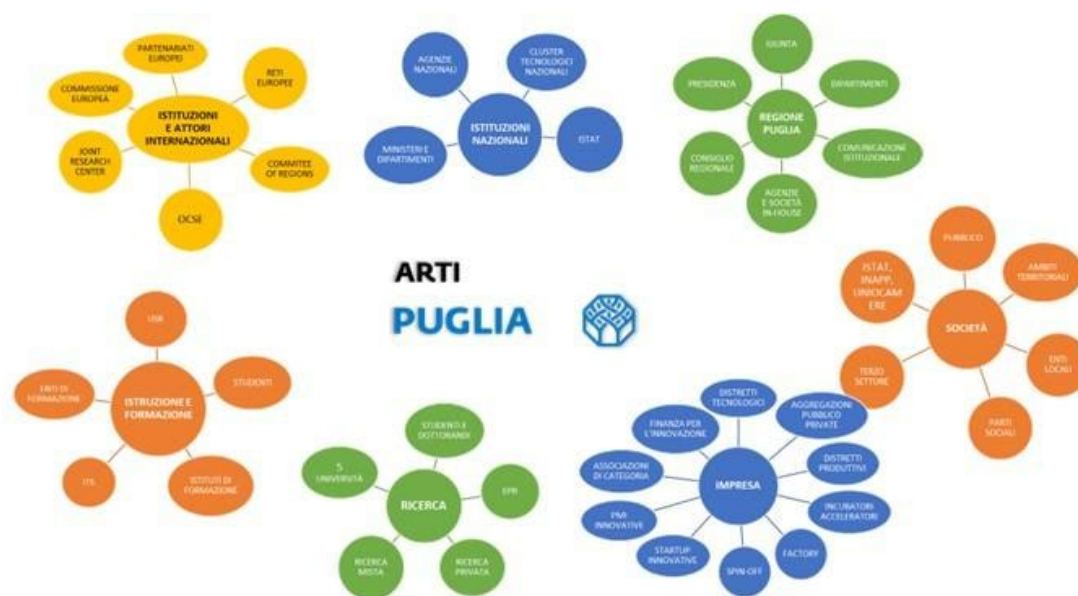 PARTENARIATI
EUROPEI
RETI
EUROPEE
COMMISSIONE
EUROPEA
ISTITUZIONI
E ATTORI
INTERNAZIONALI
JOINT
RESEARCH
CENTER
COMMITEE
OF REGIONS
OCSE
AGENZIE
NAZIONALI
CLUSTER
TECNOLOGICI
NAZIONALI
ISTITUZIONI
NAZIONALI
MINISTERI E
DIPARTIMENTI
ISTAT
GIUNTA
PRESIDENZA
DIPARTIMENTI
REGIONE
PUGLIA
CONSIGLIO
REGIONALE
COMUNICAZIONE
ISTITUZIONALE
AGENZIE
E SOCIETÀ
IN-HOUSE
ARTI
PUGLIA
PUBBLICO
ISTAT,
INAPP,
UNIOCAM
ERE
AMBITI
TERRITORIALI
SOCIETÀ
TERZO
SETTORE
ENTI
LOCALI
PARTI
SOCIALI
USR
ENTI DI
FORMAZIONE
STUDENTI
ISTRUZIONE E
FORMAZIONE
ITS
ISTITUTI DI
FORMAZIONE
STUDENTI E
DOTTORANDI
5
UNIVERSITÀ
EPR
RICERCA
RICERCA
MISTA
RICERCA
PRIVATA
DISTRETTI
TECNOLOGICI
FINANZA PER
L'INNOVAZIONE
AGGREGAZIONI
PUBBLICO
PRIVATE
ASSOCIAZIONI
DI CATEGORIA
DISTRETTI
PRODUTTIVI
IMPRESA
PMI
INNOVATIVE
INCUBATORI
ACCELERATORI
STARTUP
INNOVATIVE
SPIN-OFF
FACTORY